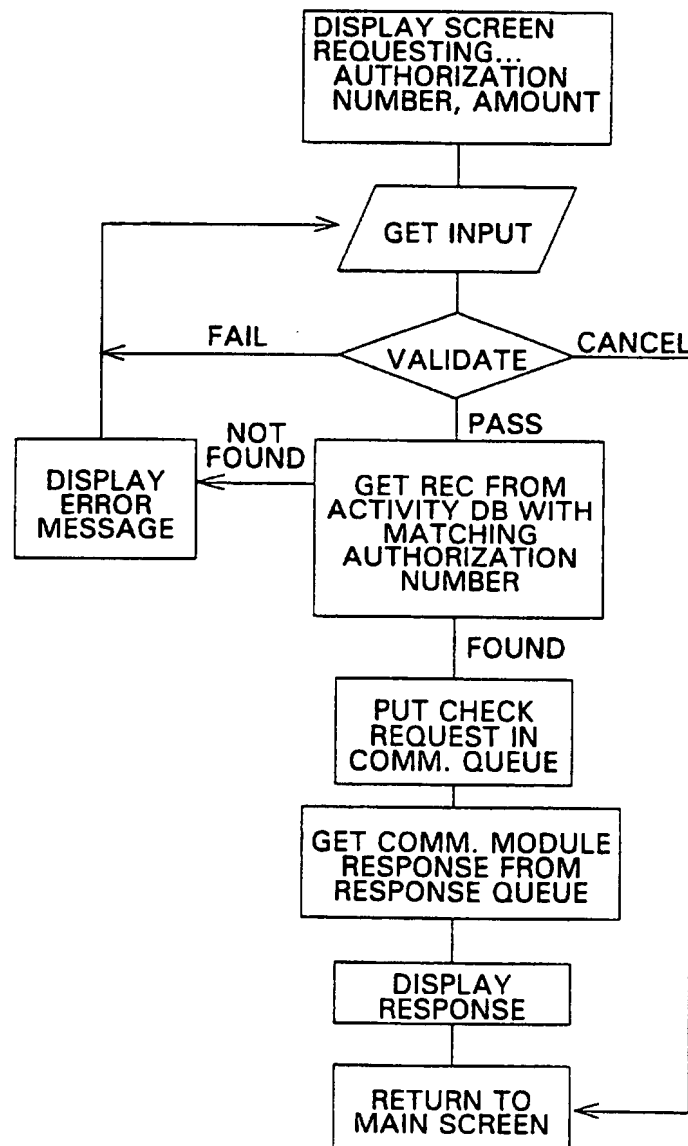 DISPLAY SCREEN
REQUESTING...
AUTHORIZATION
NUMBER, AMOUNT
GET INPUT
FAIL
VALIDATE
CANCEL
PASS
NOT
FOUND
DISPLAY
ERROR
MESSAGE
GET REC FROM
ACTIVITY DB WITH
MATCHING
AUTHORIZATION
NUMBER
FOUND
PUT CHECK
REQUEST IN
COMM. QUEUE
GET COMM. MODULE
RESPONSE FROM
RESPONSE QUEUE
DISPLAY
RESPONSE
RETURN TO
MAIN SCREEN